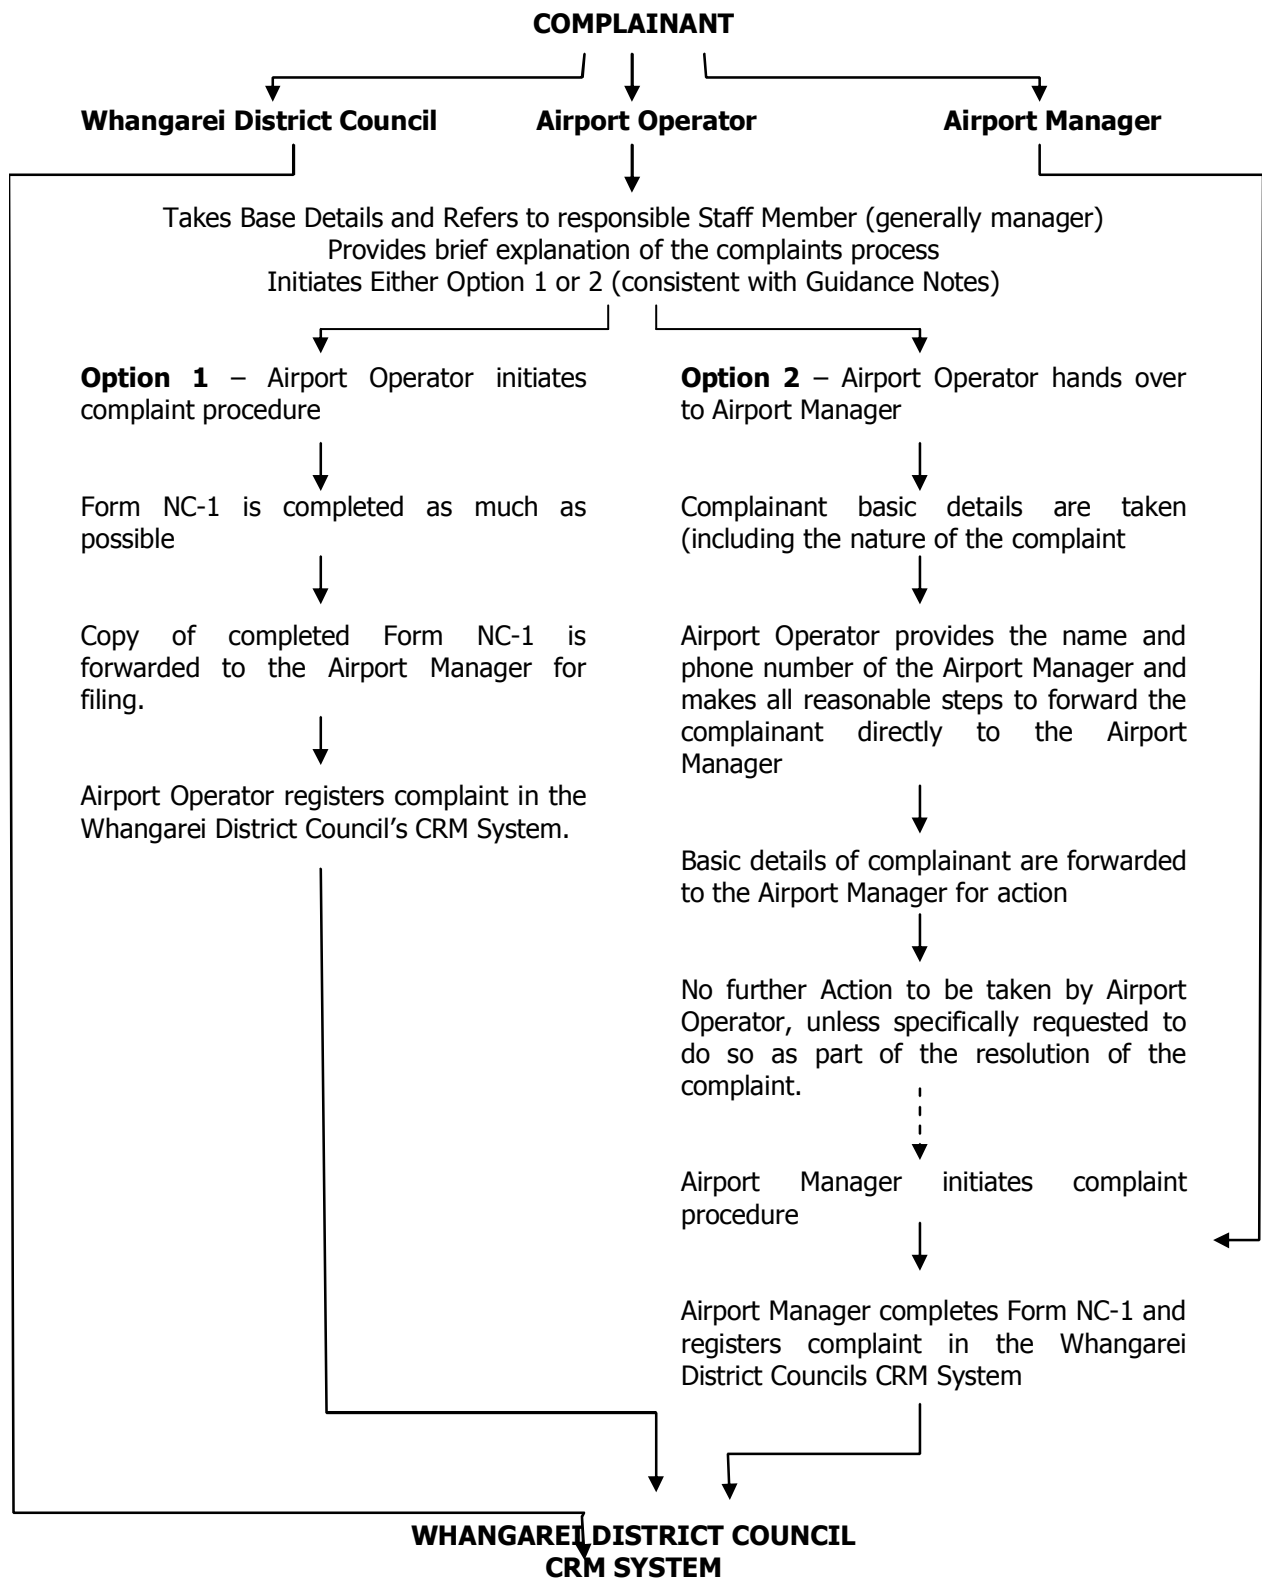 COMPLAINANT
Whangarei District Council
Airport Operator
Airport Manager
Takes Base Details and Refers to responsible Staff Member (generally manager)
Provides brief explanation of the complaints process
Initiates Either Option 1 or 2 (consistent with Guidance Notes)
Option 1 – Airport Operator initiates
complaint procedure
Form NC-1 is completed as much as
possible
Copy of completed Form NC-1 is
forwarded to the Airport Manager for
filing.
Airport Operator registers complaint in the
Whangarei District Council’s CRM System.
Option 2 – Airport Operator hands over
to Airport Manager
Complainant basic details are taken
(including the nature of the complaint
Airport Operator provides the name and
phone number of the Airport Manager and
makes all reasonable steps to forward the
complainant directly to the Airport
Manager
Basic details of complainant are forwarded
to the Airport Manager for action
No further Action to be taken by Airport
Operator, unless specifically requested to
do so as part of the resolution of the
complaint.
Airport Manager initiates complaint
procedure
Airport Manager completes Form NC-1 and
registers complaint in the Whangarei
District Councils CRM System
WHANGAREI DISTRICT COUNCIL
CRM SYSTEM